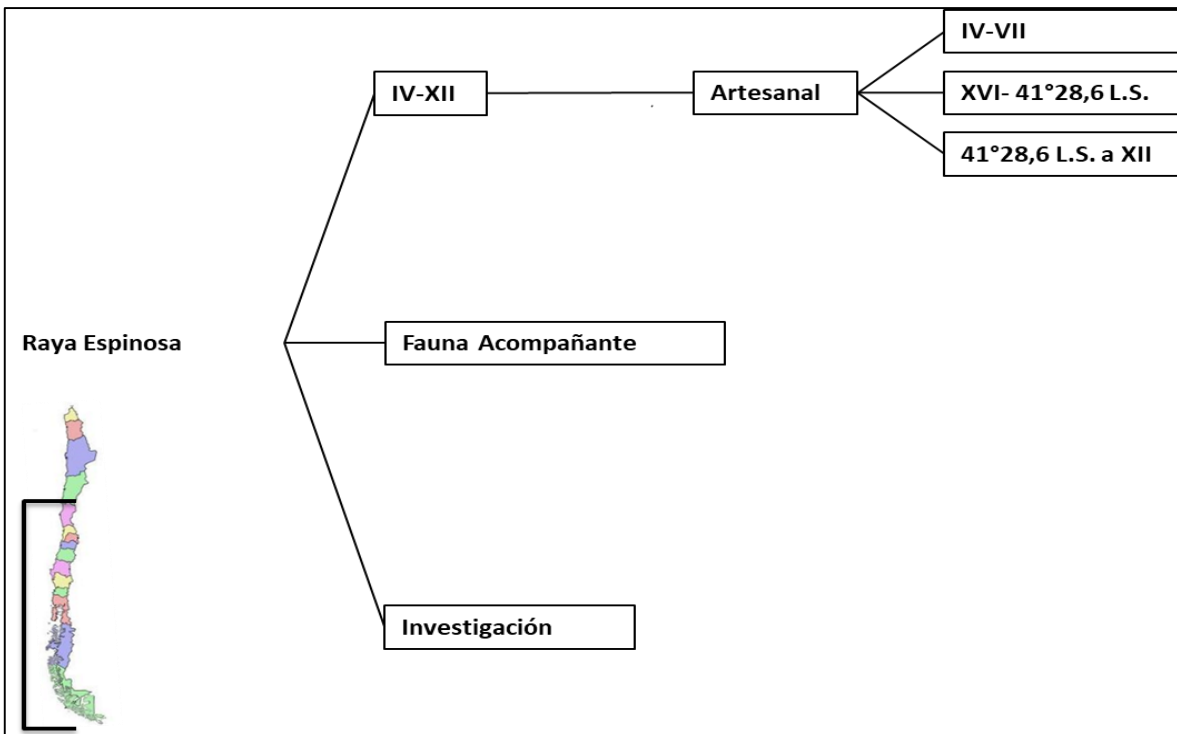 IV-VII
IV-XII
Artesanal
XVI- 41°28,6 L.S.
41°28,6 L.S. a XII
Raya Espinosa
Fauna Acompañante
Investigación